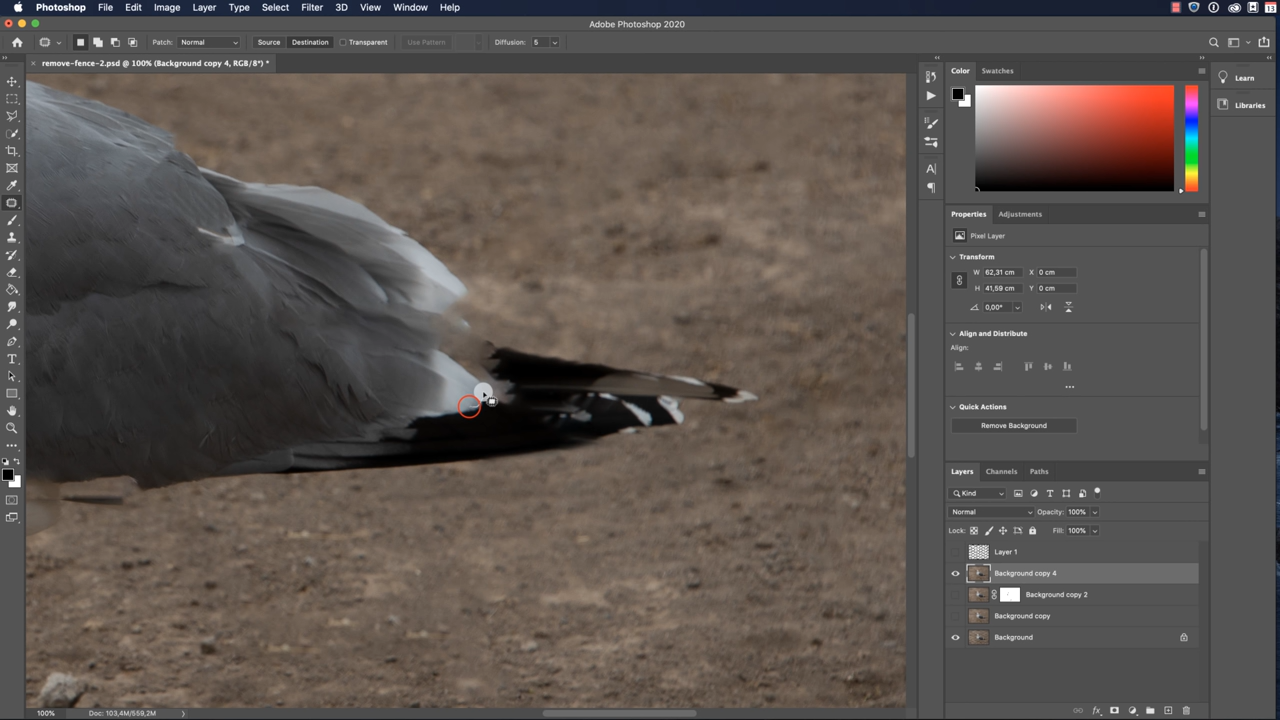 Photoshop File Edit Image Layer Type Select Filter 3D View Window Help
13
Adobe Photoshop 2020
Patch: Normal Source Destination Transparent Use Pattern Diffusion: 5
remove-fence-2.psd @ 100% (Background copy 4, RGB/8*) *
Color Swatches
Learn
Libraries
Properties Adjustments
Pixel Layer
Transform
W 62,31 cm X 0 cm
H 41,59 cm Y 0 cm
0,00°
Align and Distribute
Align:
Quick Actions
Remove Background
Layers Channels Paths
Kind
Normal Opacity: 100%
Lock: Fill: 100%
Layer 1
Background copy 4
Background copy 2
Background copy
Background
fx
100% Doc: 103,4M/559,2M